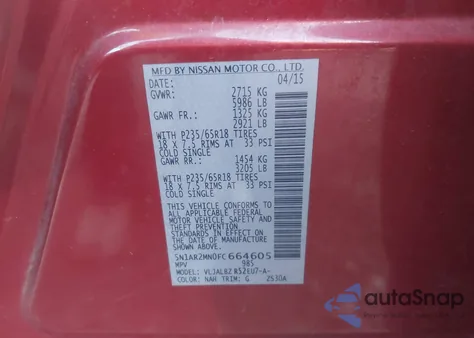 MFD BY NISSAN MOTOR CO., LTD.
DATE: 04/15
GVWR: 2715 KG
5986 LB
GAWR FR.: 1325 KG
2921 LB
WITH P235/65R18 TIRES
18 X 7.5 RIMS AT 33 PSI
COLD SINGLE
GAWR RR.: 1454 KG
3205 LB
WITH P235/65R18 TIRES
18 X 7.5 RIMS AT 33 PSI
COLD SINGLE
THIS VEHICLE CONFORMS TO
ALL APPLICABLE FEDERAL
MOTOR VEHICLE SAFETY
AND THEFT PREVENTION
STANDARDS IN EFFECT ON
THE DATE OF MANUFACTURE
SHOWN ABOVE.
5N1AR2MN0FC664605
MPV 985
MODEL:
COLOR: NAH TRIM: G 2530A
autoSnap